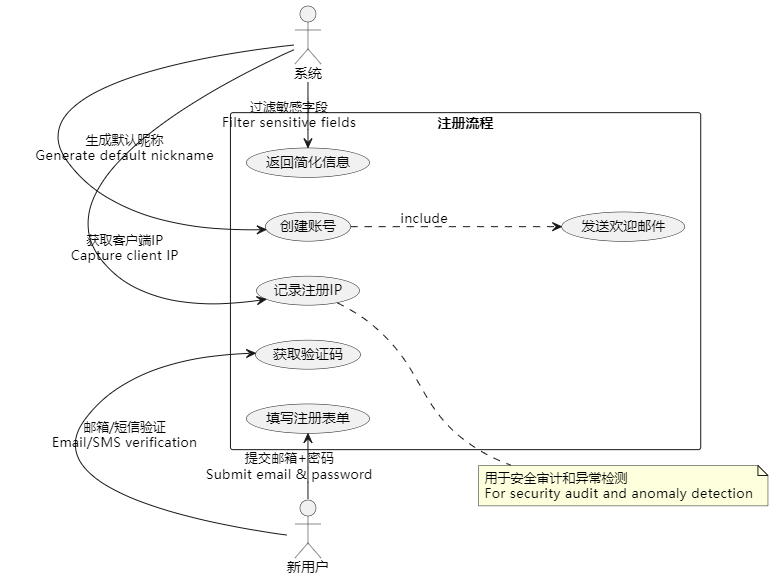 系统
过滤敏感字段
Filter sensitive fields
注册流程
生成默认昵称
Generate default nickname
返回简化信息
创建账号
include
发送欢迎邮件
获取客户端IP
Capture client IP
记录注册IP
获取验证码
邮箱/短信验证
Email/SMS verification
填写注册表单
提交邮箱+密码
Submit email & password
用于安全审计和异常检测
For security audit and anomaly detection
新用户